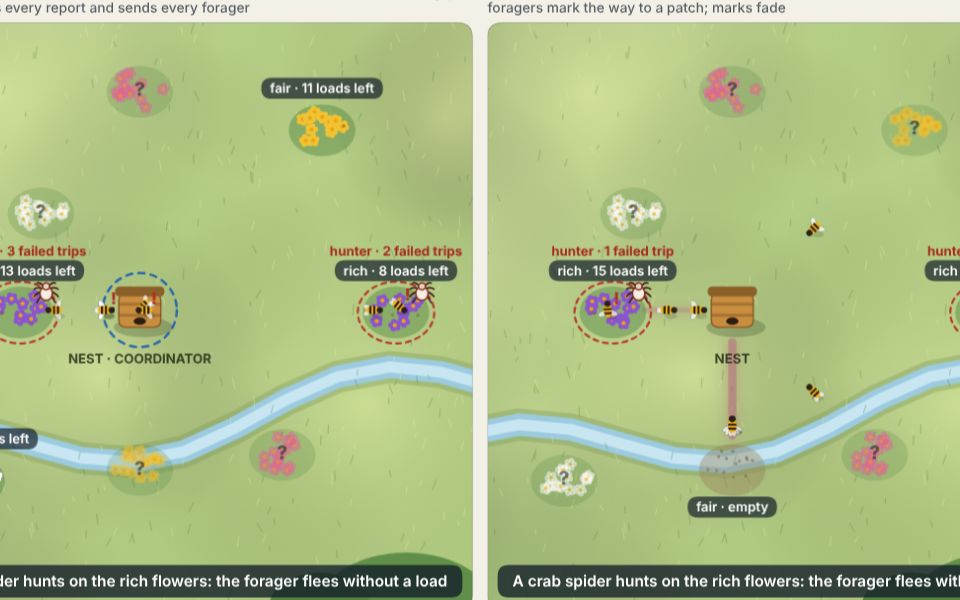 s every report and sends every forager
foragers mark the way to a patch; marks fade
?
fair · 11 loads left
?
?
?
?
· 3 failed trips
13 loads left
hunter · 2 failed trips
rich · 8 loads left
hunter · 1 failed trip
rich · 15 loads left
hunte
rich
NEST · COORDINATOR
NEST
s left
?
?
?
?
fair · empty
der hunts on the rich flowers: the forager flees without a load
A crab spider hunts on the rich flowers: the forager flees with